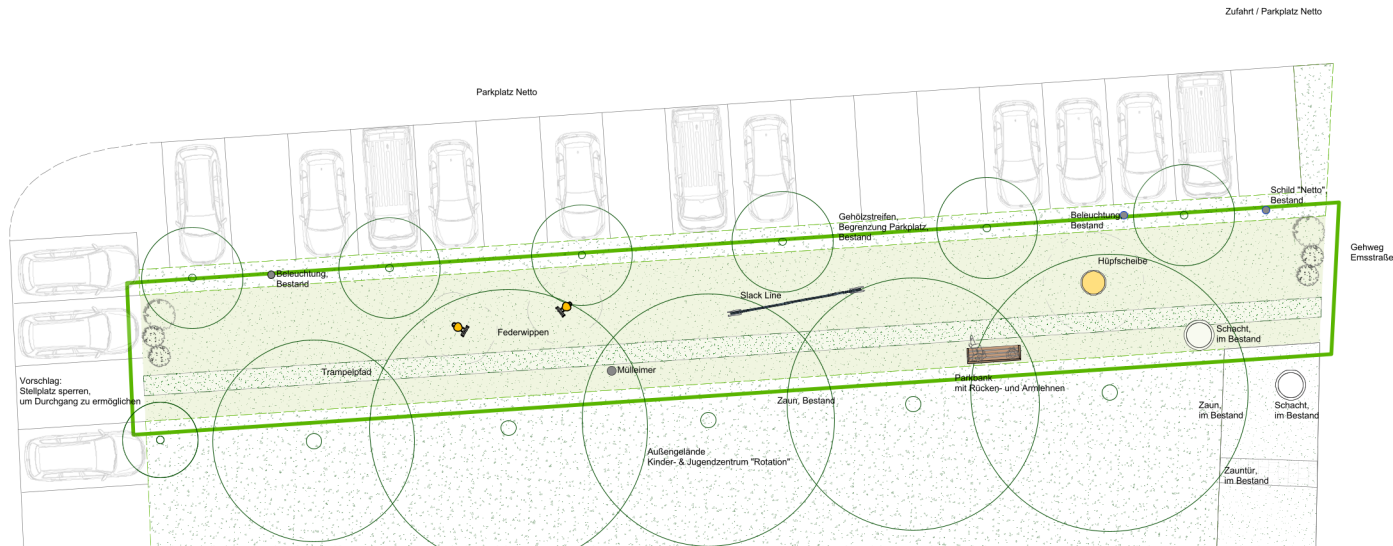 Zufahrt / Parkplatz Netto
Parkplatz Netto
Schild "Netto",
Bestand
Gehölzstreifen,
Begrenzung Parkplatz,
Bestand
Beleuchtung,
Bestand
Gehweg
Emsstraße
Hüpfscheibe
Beleuchtung,
Bestand
Slack Line
Federwippen
Schacht,
im Bestand
Trampelpfad
Mülleimer
Vorschlag:
Stellplatz sperren,
um Durchgang zu ermöglichen
Parkbank
mit Rücken- und Armlehnen
Zaun, Bestand
Zaun,
im Bestand
Schacht,
im Bestand
Außengelände
Kinder- & Jugendzentrum "Rotation"
Zauntür,
im Bestand